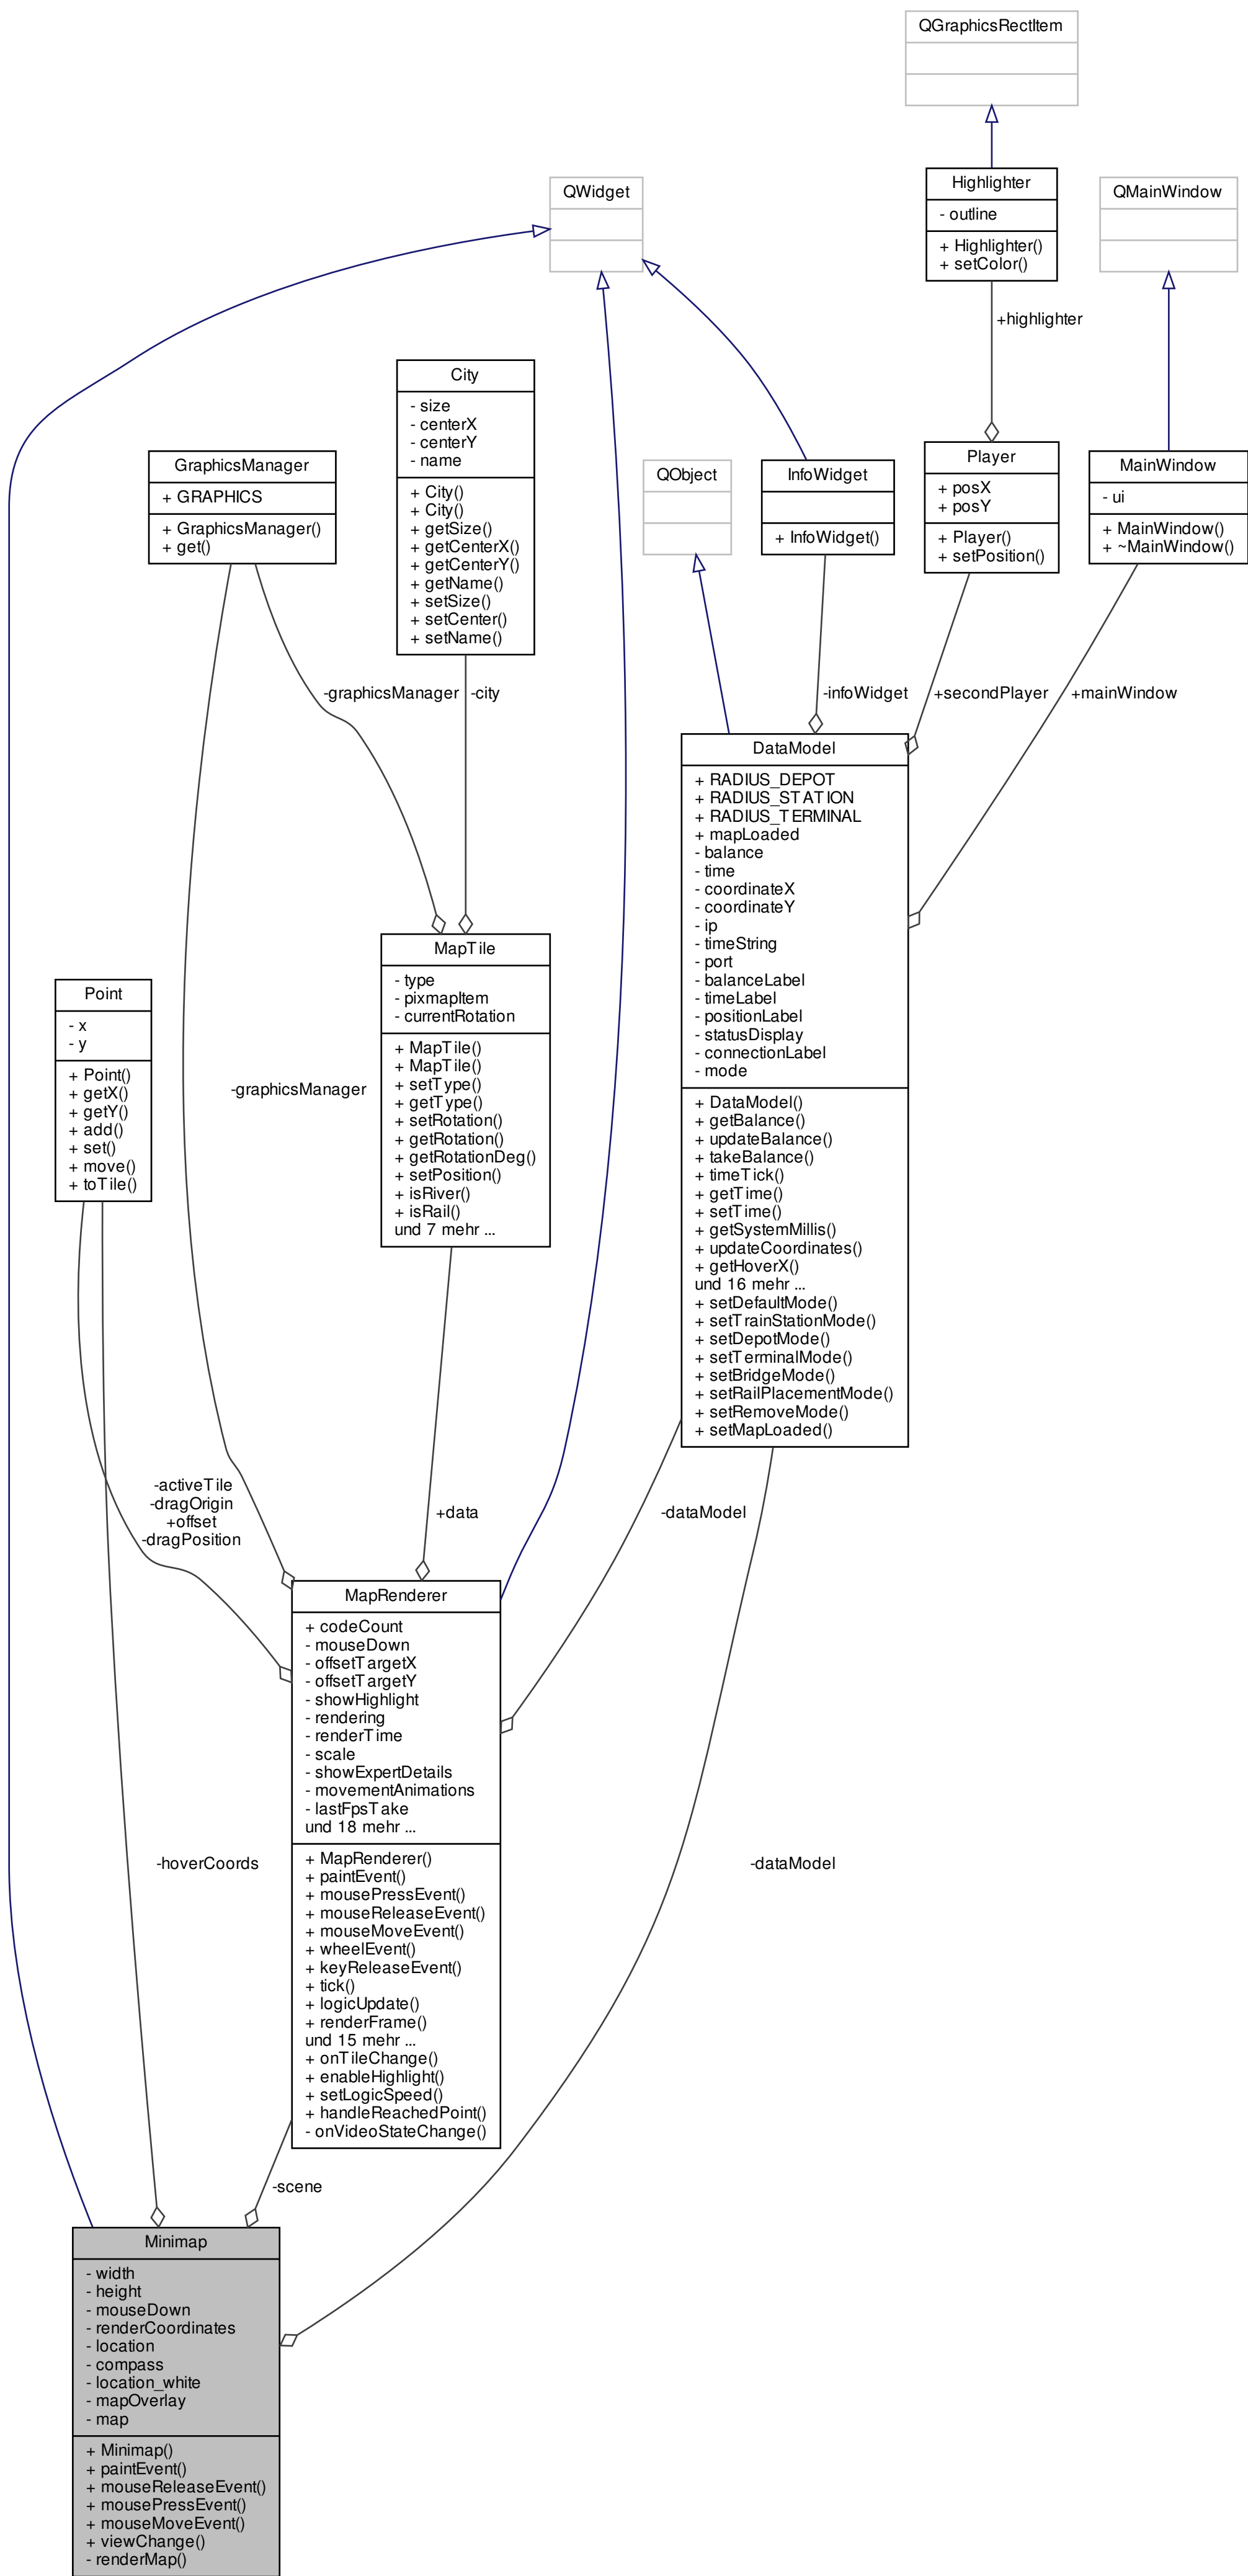 QGraphicsRectItem
Highlighter
- outline
+ Highlighter()
+ setColor()
QWidget
QMainWindow
+highlighter
City
- size
- centerX
- centerY
- name
+ City()
+ City()
+ getSize()
+ getCenterX()
+ getCenterY()
+ getName()
+ setSize()
+ setCenter()
+ setName()
GraphicsManager
+ GRAPHICS
+ GraphicsManager()
+ get()
QObject
InfoWidget
+ InfoWidget()
Player
+ posX
+ posY
+ Player()
+ setPosition()
MainWindow
- ui
+ MainWindow()
+ ~MainWindow()
-graphicsManager
-city
-infoWidget
+secondPlayer
+mainWindow
DataModel
+ RADIUS_DEPOT
+ RADIUS_STATION
+ RADIUS_TERMINAL
+ mapLoaded
- balance
- time
- coordinateX
- coordinateY
- ip
- timeString
- port
- balanceLabel
- timeLabel
- positionLabel
- statusDisplay
- connectionLabel
- mode
+ DataModel()
+ getBalance()
+ updateBalance()
+ takeBalance()
+ timeTick()
+ getTime()
+ setTime()
+ getSystemMillis()
+ updateCoordinates()
+ getHoverX()
und 16 mehr ...
+ setDefaultMode()
+ setTrainStationMode()
+ setDepotMode()
+ setTerminalMode()
+ setBridgeMode()
+ setRailPlacementMode()
+ setRemoveMode()
+ setMapLoaded()
MapTile
- type
- pixmapItem
- currentRotation
+ MapTile()
+ MapTile()
+ setType()
+ getType()
+ setRotation()
+ getRotation()
+ getRotationDeg()
+ setPosition()
+ isRiver()
+ isRail()
und 7 mehr ...
Point
- x
- y
+ Point()
+ getX()
+ getY()
+ add()
+ set()
+ move()
+ toTile()
-graphicsManager
-activeTile
-dragOrigin
+offset
-dragPosition
+data
-dataModel
MapRenderer
+ codeCount
- mouseDown
- offsetTargetX
- offsetTargetY
- showHighlight
- rendering
- renderTime
- scale
- showExpertDetails
- movementAnimations
- lastFpsTake
und 18 mehr ...
+ MapRenderer()
+ paintEvent()
+ mousePressEvent()
+ mouseReleaseEvent()
+ mouseMoveEvent()
+ wheelEvent()
+ keyReleaseEvent()
+ tick()
+ logicUpdate()
+ renderFrame()
und 15 mehr ...
+ onTileChange()
+ enableHighlight()
+ setLogicSpeed()
+ handleReachedPoint()
- onVideoStateChange()
-hoverCoords
-dataModel
-scene
Minimap
- width
- height
- mouseDown
- renderCoordinates
- location
- compass
- location_white
- mapOverlay
- map
+ Minimap()
+ paintEvent()
+ mouseReleaseEvent()
+ mousePressEvent()
+ mouseMoveEvent()
+ viewChange()
- renderMap()